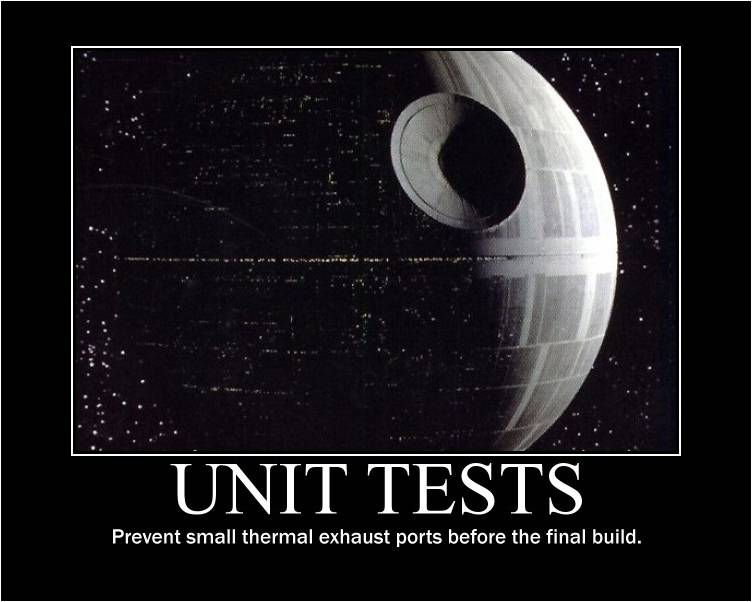 UNIT TESTS
Prevent small thermal exhaust ports before the final build.